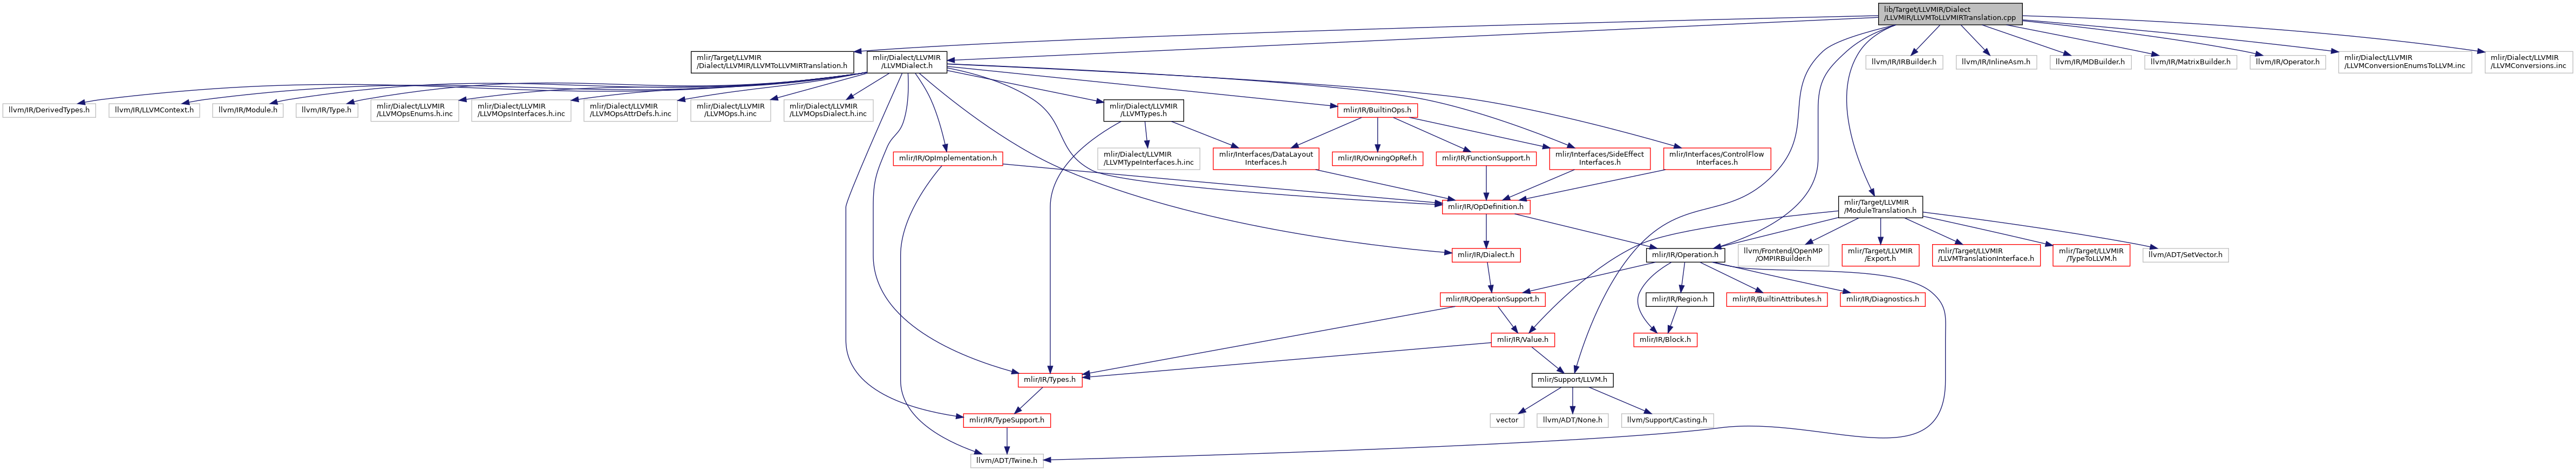 lib/Target/LLVMIR/Dialect
/LLVMIR/LLVMToLLVMIRTranslation.cpp
mlir/Target/LLVMIR
/Dialect/LLVMIR/LLVMToLLVMIRTranslation.h
mlir/Dialect/LLVMIR
/LLVMDialect.h
llvm/IR/IRBuilder.h
llvm/IR/InlineAsm.h
llvm/IR/MDBuilder.h
llvm/IR/MatrixBuilder.h
llvm/IR/Operator.h
mlir/Dialect/LLVMIR
/LLVMConversionEnumsToLLVM.inc
mlir/Dialect/LLVMIR
/LLVMConversions.inc
llvm/IR/DerivedTypes.h
llvm/IR/LLVMContext.h
llvm/IR/Module.h
llvm/IR/Type.h
mlir/Dialect/LLVMIR
/LLVMOpsEnums.h.inc
mlir/Dialect/LLVMIR
/LLVMOpsInterfaces.h.inc
mlir/Dialect/LLVMIR
/LLVMOpsAttrDefs.h.inc
mlir/Dialect/LLVMIR
/LLVMOps.h.inc
mlir/Dialect/LLVMIR
/LLVMOpsDialect.h.inc
mlir/Dialect/LLVMIR
/LLVMTypes.h
mlir/IR/BuiltinOps.h
mlir/IR/OpImplementation.h
mlir/Dialect/LLVMIR
/LLVMTypeInterfaces.h.inc
mlir/Interfaces/DataLayout
Interfaces.h
mlir/IR/OwningOpRef.h
mlir/IR/FunctionSupport.h
mlir/Interfaces/SideEffect
Interfaces.h
mlir/Interfaces/ControlFlow
Interfaces.h
mlir/IR/OpDefinition.h
mlir/Target/LLVMIR
/ModuleTranslation.h
mlir/IR/Dialect.h
mlir/IR/Operation.h
llvm/Frontend/OpenMP
/OMPIRBuilder.h
mlir/Target/LLVMIR
/Export.h
mlir/Target/LLVMIR
/LLVMTranslationInterface.h
mlir/Target/LLVMIR
/TypeToLLVM.h
llvm/ADT/SetVector.h
mlir/IR/OperationSupport.h
mlir/IR/Region.h
mlir/IR/BuiltinAttributes.h
mlir/IR/Diagnostics.h
mlir/IR/Value.h
mlir/IR/Block.h
mlir/IR/Types.h
mlir/Support/LLVM.h
mlir/IR/TypeSupport.h
vector
llvm/ADT/None.h
llvm/Support/Casting.h
llvm/ADT/Twine.h